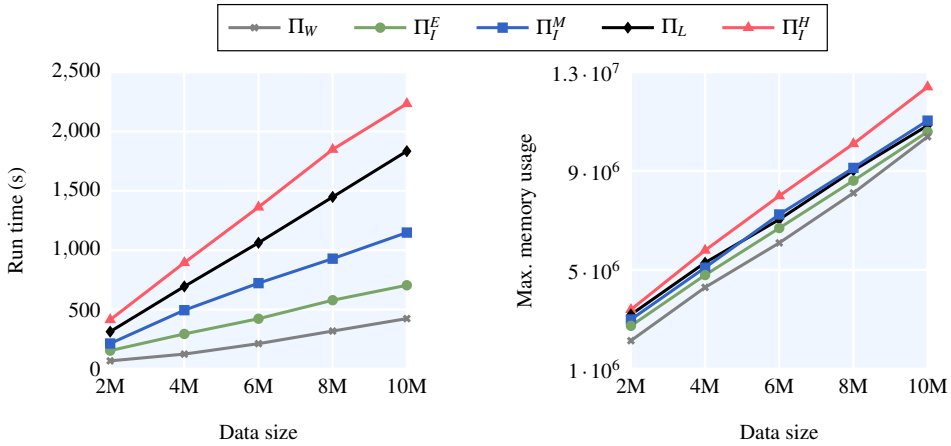 Π_W Π_I^E Π_I^M Π_L Π_I^H
2,500
2,000
1,500
1,000
500
0
2M 4M 6M 8M 10M
Data size
Run time (s)
1.3 · 10^7
9 · 10^6
5 · 10^6
1 · 10^6
2M 4M 6M 8M 10M
Data size
Max. memory usage